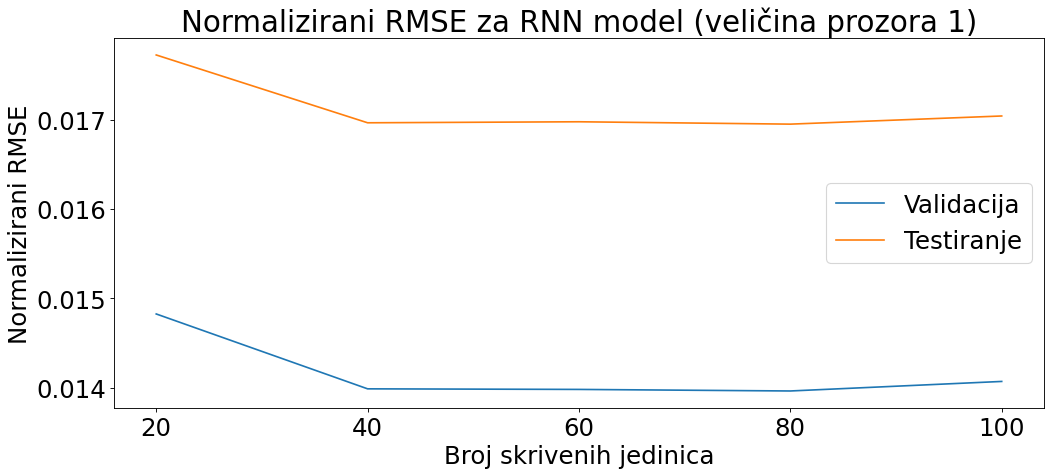 Normalizirani RMSE za RNN model (veličina prozora 1)
Normalizirani RMSE
0.017
0.016
0.015
0.014
Validacija
Testiranje
20 40 60 80 100
Broj skrivenih jedinica